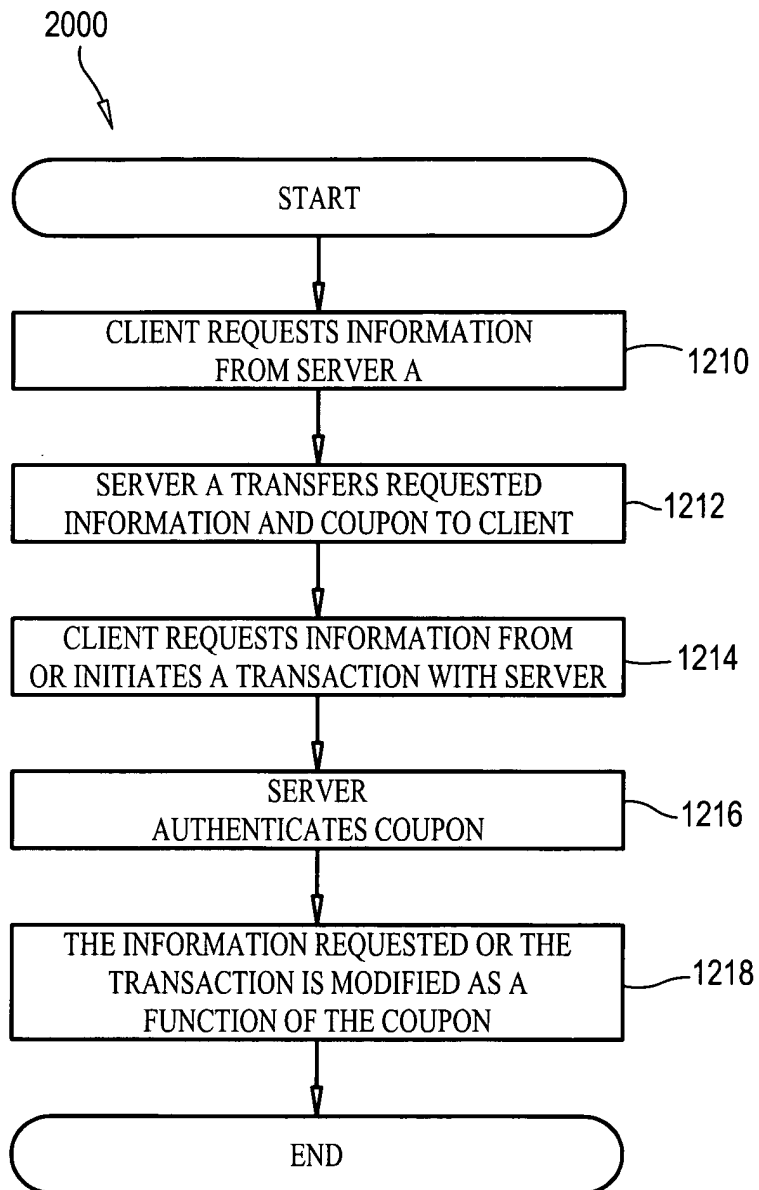 2000
START
CLIENT REQUESTS INFORMATION
FROM SERVER A
1210
SERVER A TRANSFERS REQUESTED
INFORMATION AND COUPON TO CLIENT
1212
CLIENT REQUESTS INFORMATION FROM
OR INITIATES A TRANSACTION WITH SERVER
1214
SERVER
AUTHENTICATES COUPON
1216
THE INFORMATION REQUESTED OR THE
TRANSACTION IS MODIFIED AS A
FUNCTION OF THE COUPON
1218
END